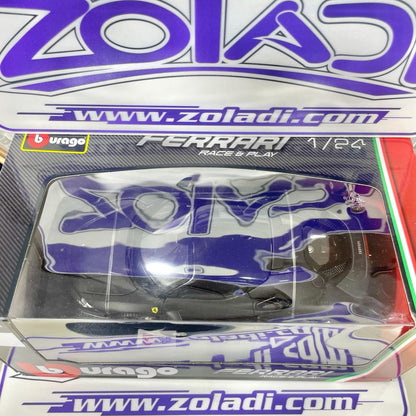 ZOLADI
www.zoladi.com
Burago
FERRARI 1/24
RACE & PLAY
Burago
www.zoladi.com